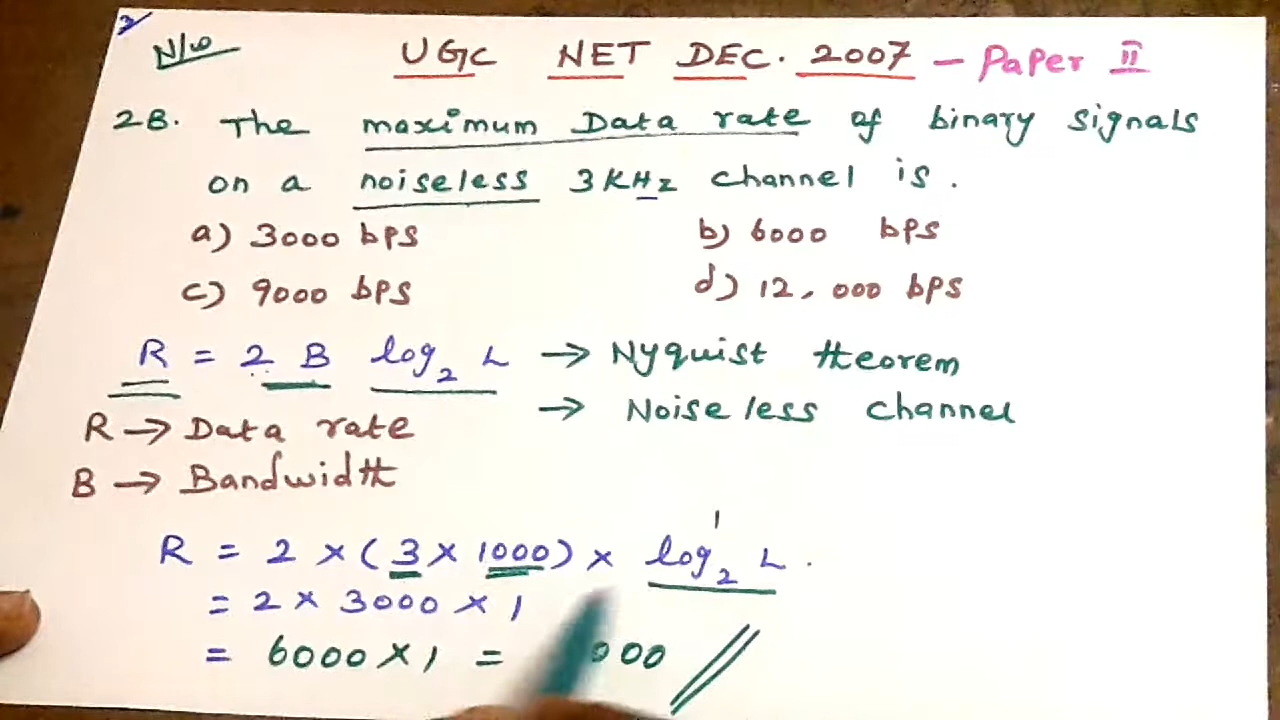 N/w
UGC NET DEC. 2007 - Paper II
28. The maximum Data rate of binary signals
on a noiseless 3KHz channel is.
a) 3000 bps b) 6000 bps
c) 9000 bps d) 12,000 bps
R = 2 B log₂ L → Nyquist theorem
→ Noiseless channel
R → Data rate
B → Bandwidth
1
R = 2 × (3 × 1000) × log₂ L.
= 2 × 3000 × 1
= 6000 × 1 = 000